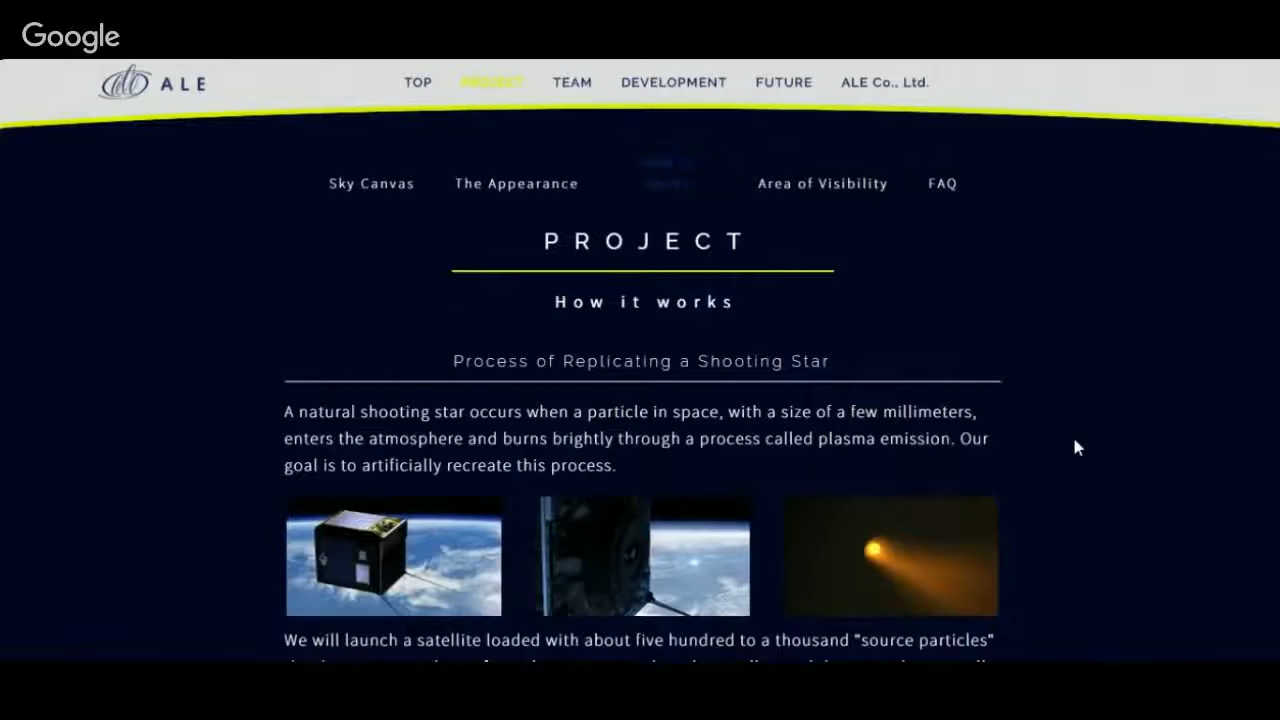 Google
ALE
TOP PROJECT TEAM DEVELOPMENT FUTURE ALE Co., Ltd.
Sky Canvas The Appearance Area of Visibility FAQ
PROJECT
How it works
Process of Replicating a Shooting Star
A natural shooting star occurs when a particle in space, with a size of a few millimeters,
enters the atmosphere and burns brightly through a process called plasma emission. Our
goal is to artificially recreate this process.
We will launch a satellite loaded with about five hundred to a thousand "source particles"